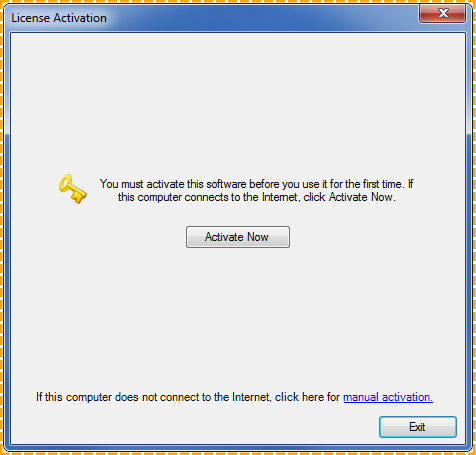 License Activation
You must activate this software before you use it for the first time. If
this computer connects to the Internet, click Activate Now.
Activate Now
If this computer does not connect to the Internet, click here for manual activation.
Exit